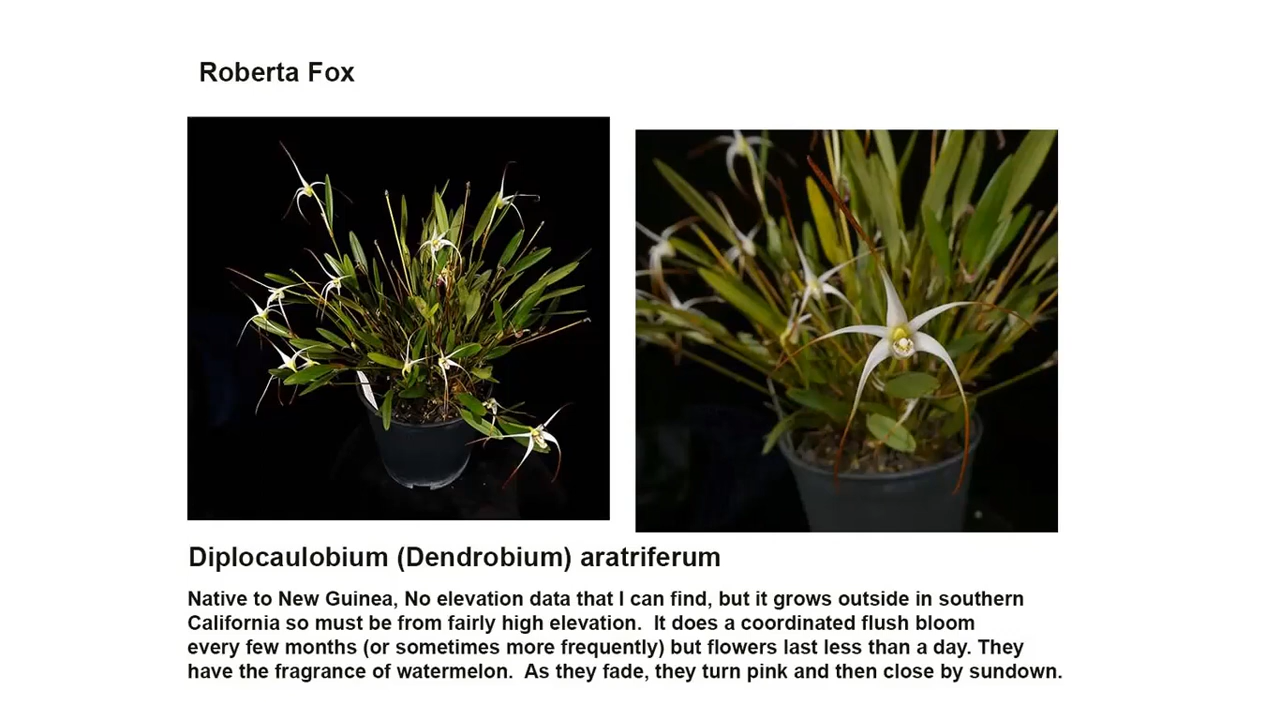 Roberta Fox
Diplocaulobium (Dendrobium) aratriferum
Native to New Guinea, No elevation data that I can find, but it grows outside in southern
California so must be from fairly high elevation.  It does a coordinated flush bloom
every few months (or sometimes more frequently) but flowers last less than a day. They
have the fragrance of watermelon.  As they fade, they turn pink and then close by sundown.